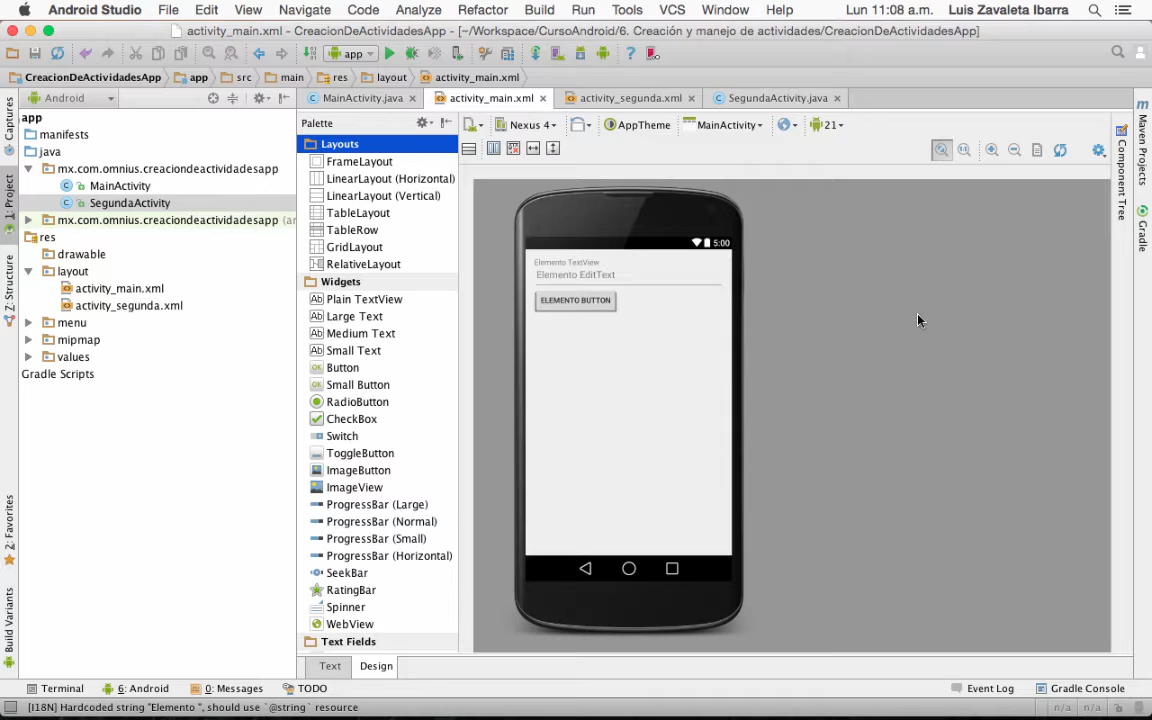 Android Studio File Edit View Navigate Code Analyze Refactor Build Run Tools VCS Window Help Lun 11:08 a.m. Luis Zavaleta Ibarra
activity_main.xml - CreacionDeActividadesApp - [~/Workspace/CursoAndroid/6. Creación y manejo de actividades/CreacionDeActividadesApp]
app
CreacionDeActividadesApp app src main res layout activity_main.xml
Captures
1: Project
Z: Structure
2: Favorites
Build Variants
Android
app
manifests
java
mx.com.omnius.creaciondeactividadesapp
MainActivity
SegundaActivity
mx.com.omnius.creaciondeactividadesapp (ar
res
drawable
layout
activity_main.xml
activity_segunda.xml
menu
mipmap
values
Gradle Scripts
MainActivity.java activity_main.xml activity_segunda.xml SegundaActivity.java
Palette
Layouts
FrameLayout
LinearLayout (Horizontal)
LinearLayout (Vertical)
TableLayout
TableRow
GridLayout
RelativeLayout
Widgets
Ab Plain TextView
Ab Large Text
Ab Medium Text
Ab Small Text
OK Button
OK Small Button
RadioButton
CheckBox
Switch
ToggleButton
ImageButton
ImageView
ProgressBar (Large)
ProgressBar (Normal)
ProgressBar (Small)
ProgressBar (Horizontal)
SeekBar
RatingBar
Spinner
WebView
Text Fields
Nexus 4 AppTheme MainActivity 21
5:00
Elemento TextView
Elemento EditText
ELEMENTO BUTTON
Text Design
Component Tree
Maven Projects
Gradle
Terminal 6: Android 0: Messages TODO Event Log Gradle Console
[I18N] Hardcoded string "Elemento ", should use `@string` resource n/a n/a